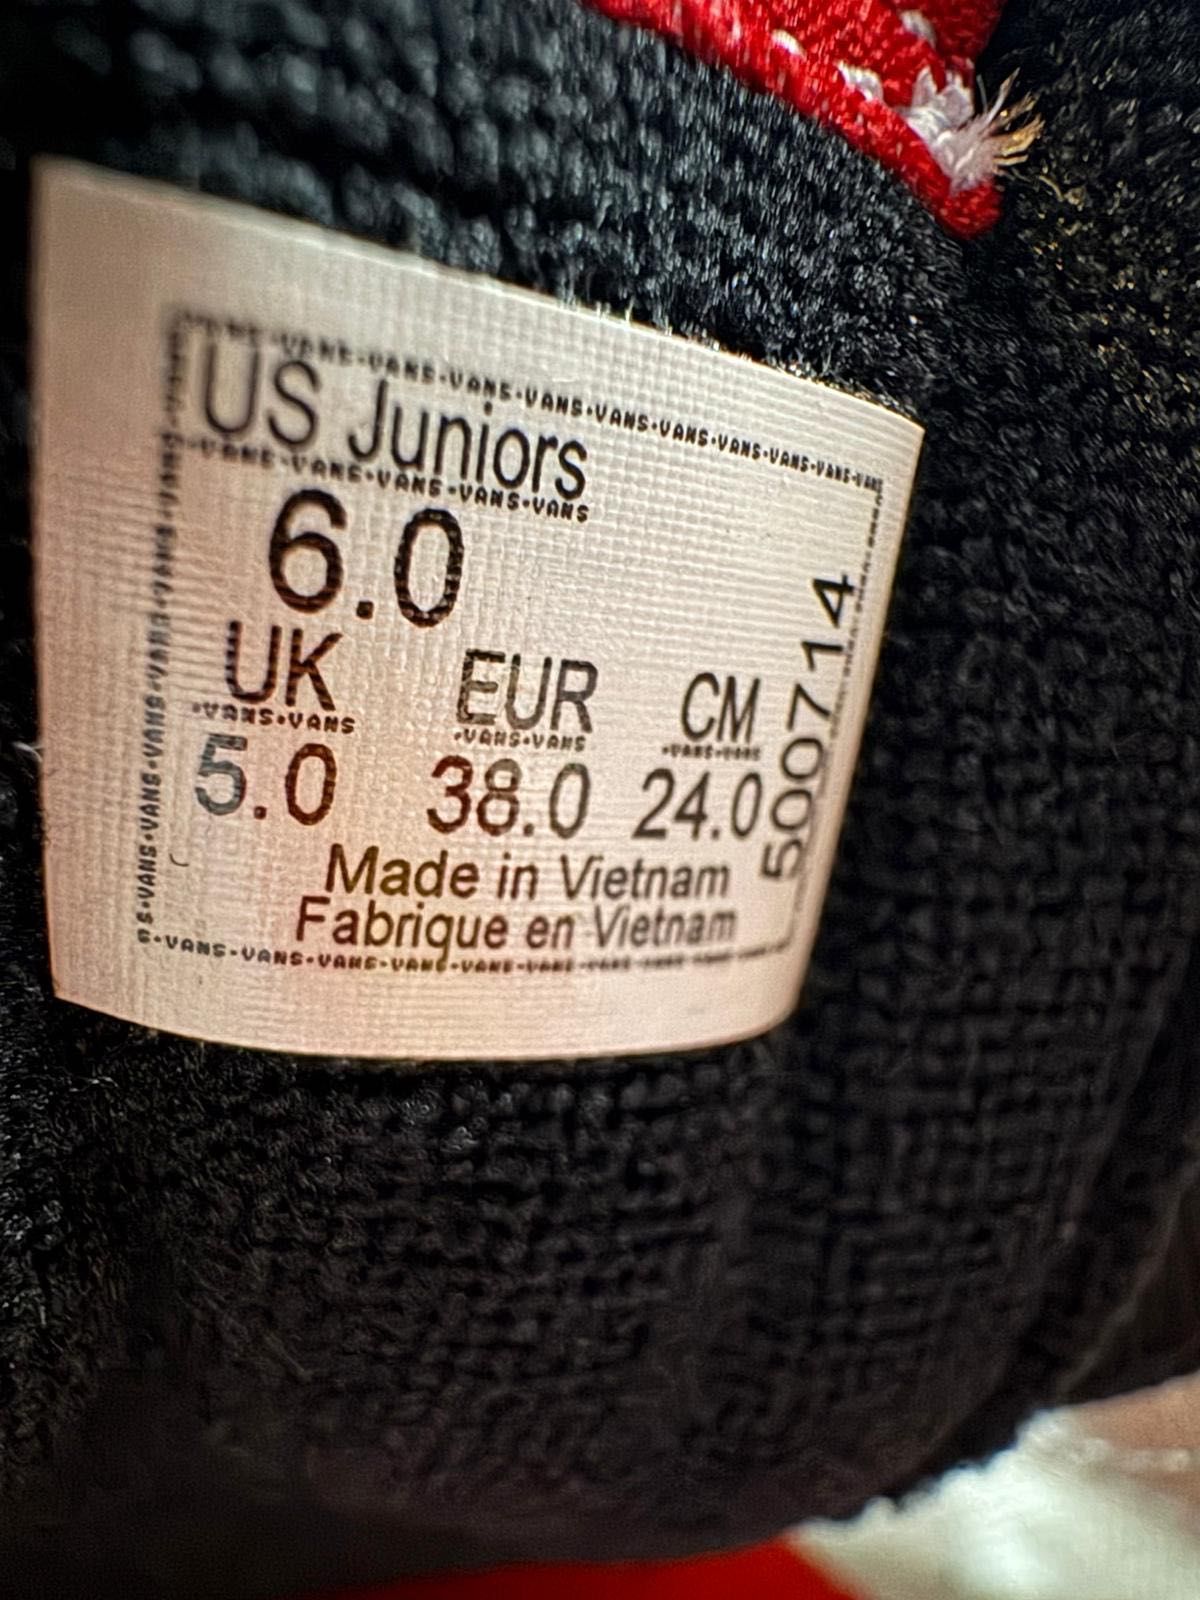 VANS·VANS·VANS·VANS·VANS·VANS·VANS·VANS
US Juniors
VANS·VANS·VANS·VANS·VANS
6.0
UK EUR CM
·VANS·VANS ·VANS·VANS ·VANS·VANS
5.0 38.0 24.0
Made in Vietnam
Fabrique en Vietnam
S·VANS·VANS·VANS·VANS·VANS·VANS
500714